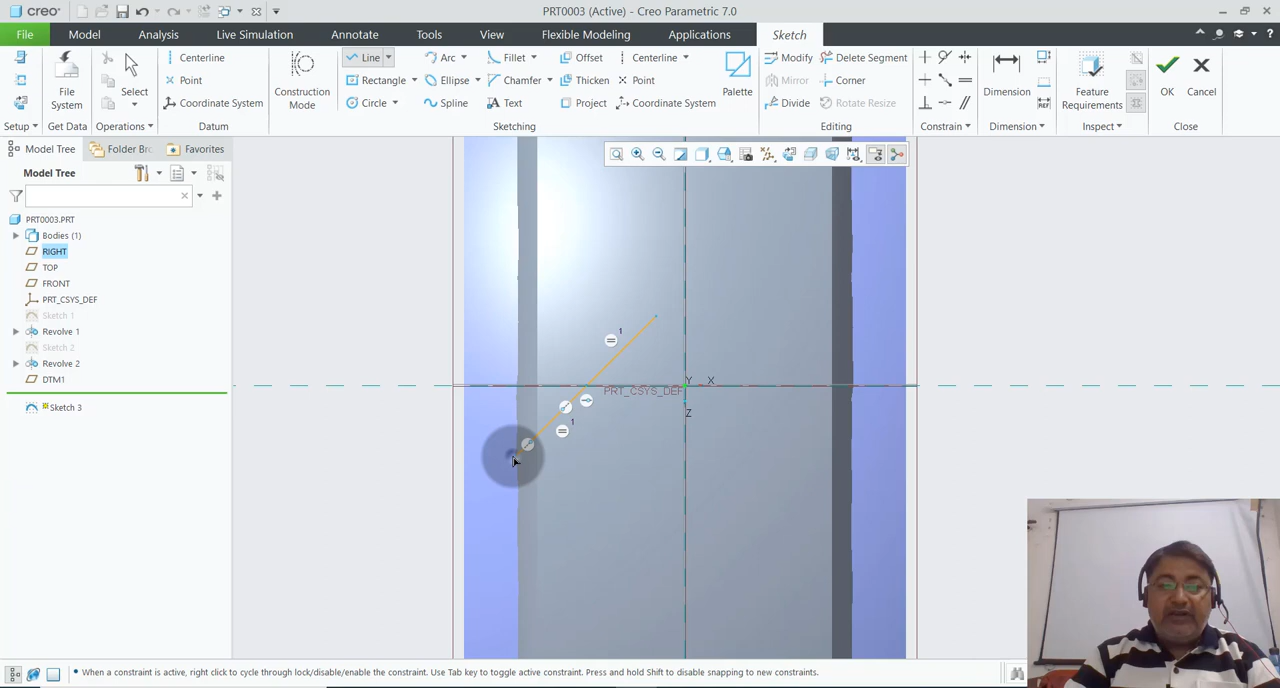 creo
PRT0003 (Active) - Creo Parametric 7.0
File Model Analysis Live Simulation Annotate Tools View Flexible Modeling Applications Sketch
Centerline Line Arc Fillet Offset Centerline Modify Delete Segment
Point Rectangle Ellipse Chamfer Thicken Point Mirror Corner
Coordinate System Circle Spline Text Project Coordinate System Divide Rotate Resize
File System
Select
Construction Mode
Palette
Dimension
Feature Requirements
OK
Cancel
REF
Setup Get Data Operations Datum Sketching Editing Constrain Dimension Inspect Close
Model Tree Folder Br Favorites
Model Tree
PRT0003.PRT
Bodies (1)
RIGHT
TOP
FRONT
PRT_CSYS_DEF
Sketch 1
Revolve 1
Sketch 2
Revolve 2
DTM1
Sketch 3
1
1
Y X
PRT_CSYS_DEF
Z
When a constraint is active, right click to cycle through lock/disable/enable the constraint. Use Tab key to toggle active constraint. Press and hold Shift to disable snapping to new constraints.